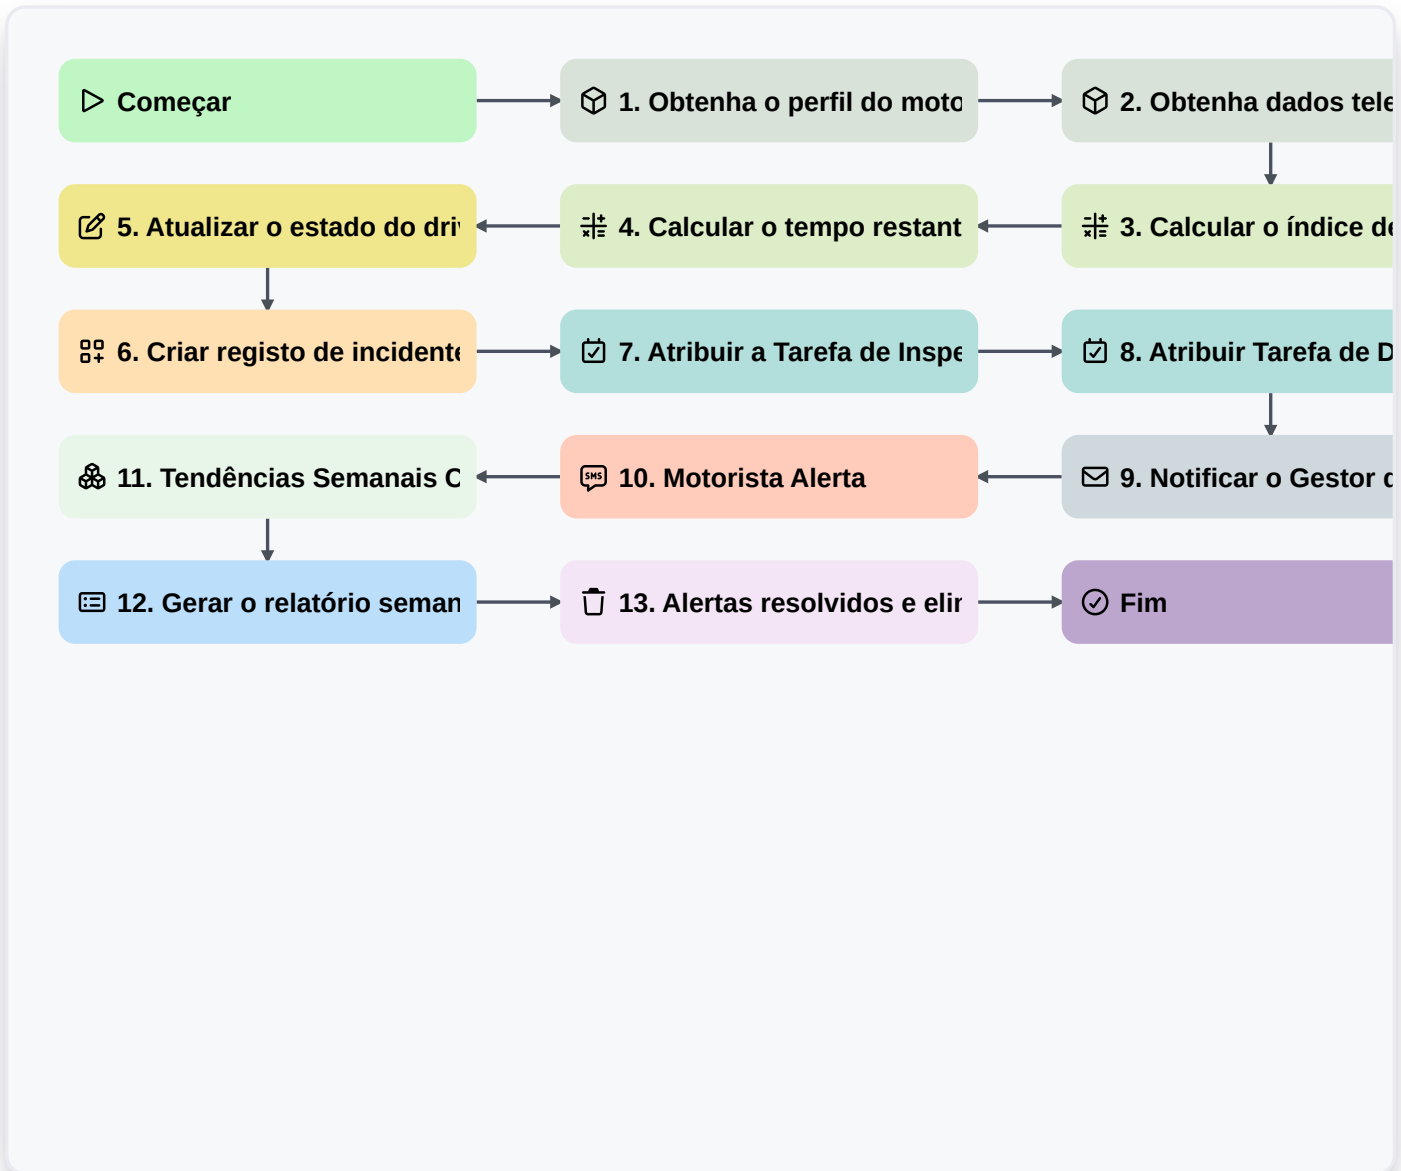 Começar
1. Obtenha o perfil do moto
2. Obtenha dados tele
5. Atualizar o estado do
4. Calcular o tempo restant
3. Calcular o índice de
6. Criar registo de incidente
7. Atribuir a Tarefa de Inspe
8. Atribuir Tarefa de D
11. Tendências Semanais
10. Motorista Alerta
SMS
9. Notificar o Gestor
12. Gerar o relatório seman
13. Alertas resolvidos e
Fim